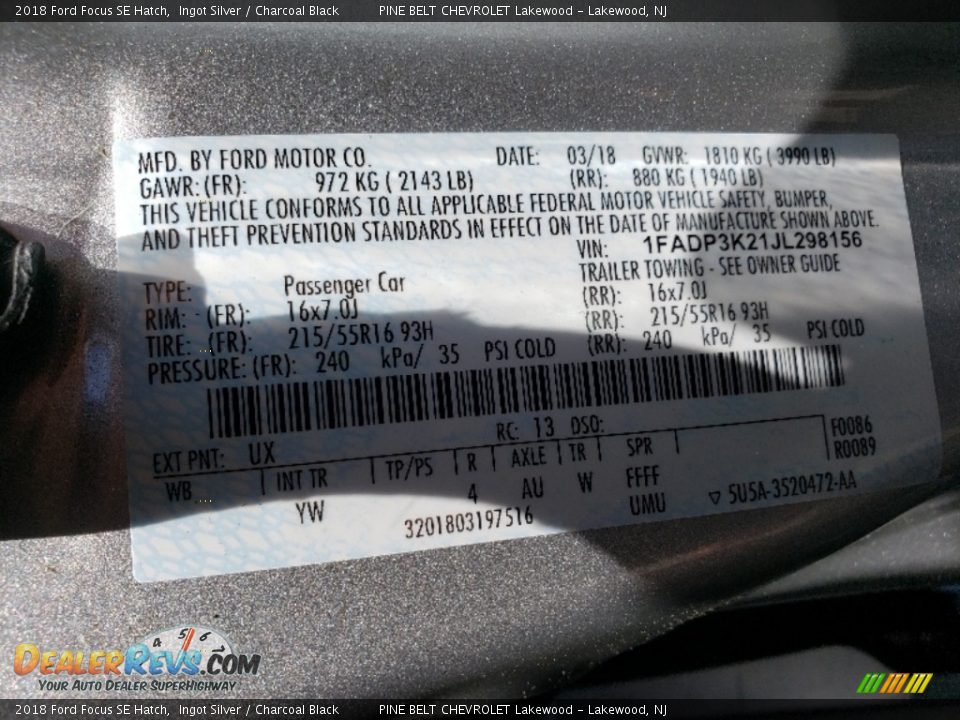 2018 Ford Focus SE Hatch, Ingot Silver / Charcoal Black PINE BELT CHEVROLET Lakewood – Lakewood, NJ
MFD. BY FORD MOTOR CO. DATE: 03/18 GVWR: 1810 KG ( 3990 LB)
GAWR: (FR): 972 KG ( 2143 LB) (RR): 880 KG ( 1940 LB)
THIS VEHICLE CONFORMS TO ALL APPLICABLE FEDERAL MOTOR VEHICLE SAFETY, BUMPER,
AND THEFT PREVENTION STANDARDS IN EFFECT ON THE DATE OF MANUFACTURE SHOWN ABOVE.
VIN: 1FADP3K21JL298156
TYPE: Passenger Car TRAILER TOWING - SEE OWNER GUIDE
RIM: (FR): 16x7.0J (RR): 16x7.0J
TIRE: (FR): 215/55R16 93H (RR): 215/55R16 93H
PRESSURE: (FR): 240 kPa/ 35 PSI COLD (RR): 240 kPa/ 35 PSI COLD
RC: 13 DSO: F0086
EXT PNT: UX R0089
WB INT TR TP/PS R AXLE TR SPR
YW 4 AU W FFFF
3201803197516 UMU ▽ 5U5A-3520472-AA
4 5 6
DEALERREVS.COM
YOUR AUTO DEALER SUPERHIGHWAY
2018 Ford Focus SE Hatch, Ingot Silver / Charcoal Black PINE BELT CHEVROLET Lakewood – Lakewood, NJ